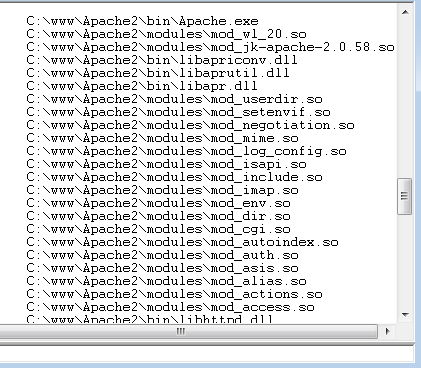 C:\www\Apache2\bin\Apache.exe
C:\www\Apache2\modules\mod_wl_20.so
C:\www\Apache2\modules\mod_jk-apache-2.0.58.so
C:\www\Apache2\bin\libapriconv.dll
C:\www\Apache2\bin\libaprutil.dll
C:\www\Apache2\bin\libapr.dll
C:\www\Apache2\modules\mod_userdir.so
C:\www\Apache2\modules\mod_setenvif.so
C:\www\Apache2\modules\mod_negotiation.so
C:\www\Apache2\modules\mod_mime.so
C:\www\Apache2\modules\mod_log_config.so
C:\www\Apache2\modules\mod_isapi.so
C:\www\Apache2\modules\mod_include.so
C:\www\Apache2\modules\mod_imap.so
C:\www\Apache2\modules\mod_env.so
C:\www\Apache2\modules\mod_dir.so
C:\www\Apache2\modules\mod_cgi.so
C:\www\Apache2\modules\mod_autoindex.so
C:\www\Apache2\modules\mod_auth.so
C:\www\Apache2\modules\mod_asis.so
C:\www\Apache2\modules\mod_alias.so
C:\www\Apache2\modules\mod_actions.so
C:\www\Apache2\modules\mod_access.so
C:\www\Apache2\bin\libhttpd.dll